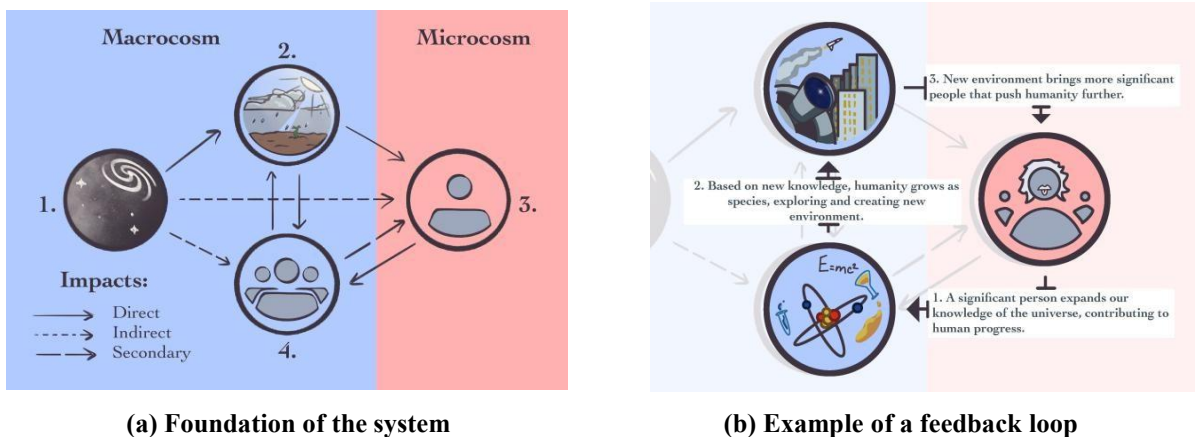 Macrocosm
Microcosm
2.
1.
3.
Impacts:
Direct
Indirect
Secondary
4.
(a) Foundation of the system
3. New environment brings more significant
people that push humanity further.
2. Based on new knowledge, humanity grows as
species, exploring and creating new
environment.
E=mc²
1. A significant person expands our
knowledge of the universe, contributing to
human progress.
(b) Example of a feedback loop